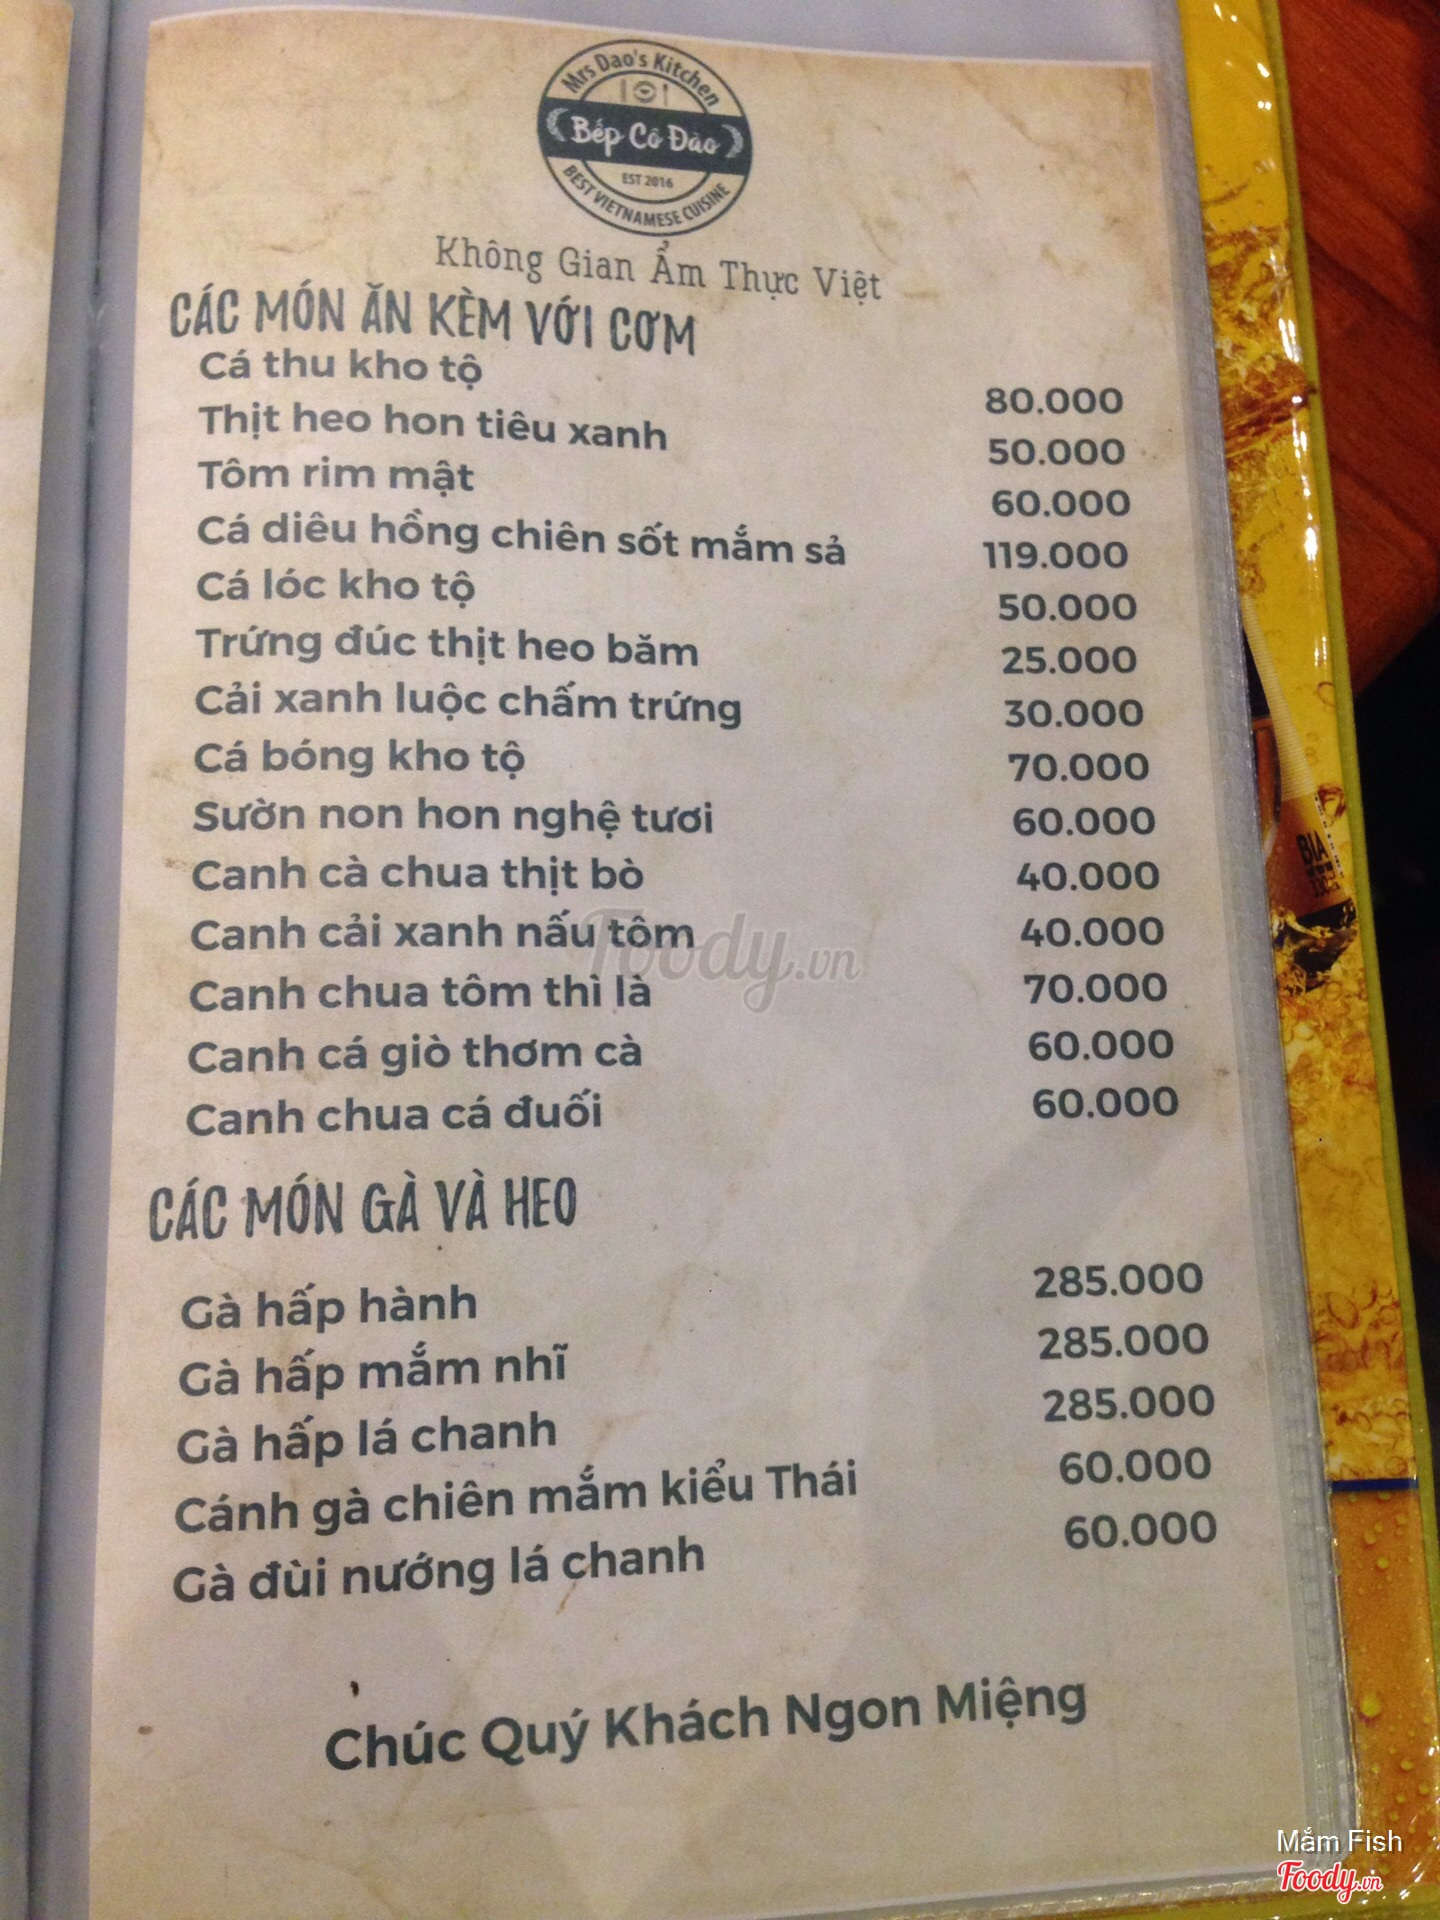 Mrs Dao's Kitchen
Bếp Cô Đào
EST 2016
BEST VIETNAMESE CUISINE
Không Gian Ẩm Thực Việt
CÁC MÓN ĂN KÈM VỚI CƠM
Cá thu kho tộ 80.000
Thịt heo hon tiêu xanh 50.000
Tôm rim mật 60.000
Cá diêu hồng chiên sốt mắm sả 119.000
Cá lóc kho tộ 50.000
Trứng đúc thịt heo băm 25.000
Cải xanh luộc chấm trứng 30.000
Cá bóng kho tộ 70.000
Sườn non hon nghệ tươi 60.000
Canh cà chua thịt bò 40.000
Canh cải xanh nấu tôm 40.000
Canh chua tôm thì là 70.000
Canh cá giò thơm cà 60.000
Canh chua cá đuối 60.000
CÁC MÓN GÀ VÀ HEO
Gà hấp hành 285.000
Gà hấp mắm nhĩ 285.000
Gà hấp lá chanh 285.000
Cánh gà chiên mắm kiểu Thái 60.000
Gà đùi nướng lá chanh 60.000
Chúc Quý Khách Ngon Miệng
Foody.vn
BIA
Mắm Fish
Foody.vn